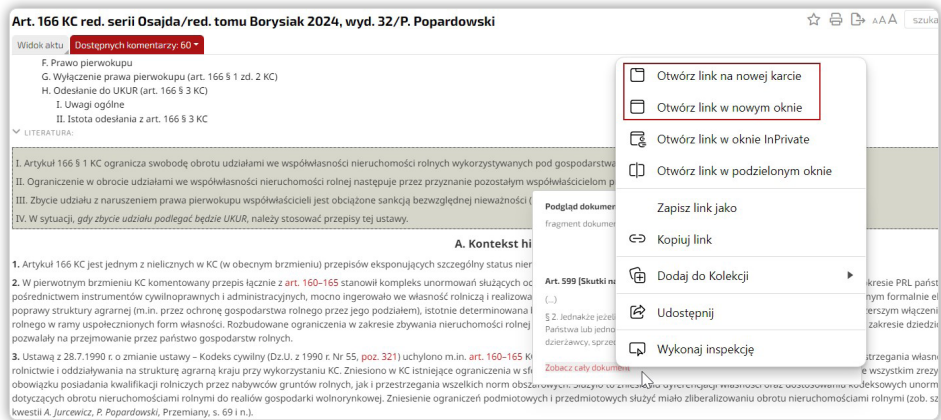 Art. 166 KC red. serii Osajda/red. tomu Borysiak 2024, wyd. 32/P. Popardowski
AAA
szuka
Widok aktu
Dostępnych komentarzy: 60
F. Prawo pierwokupu
G. Wyłączenie prawa pierwokupu (art. 166 § 1 zd. 2 KC)
H. Odesłanie do UKUR (art. 166 § 3 KC)
I. Uwagi ogólne
II. Istota odesłania z art. 166 § 3 KC
LITERATURA:
I. Artykuł 166 § 1 KC ogranicza swobodę obrotu udziałami we współwłasności nieruchomości rolnych wykorzystywanych pod gospodarstwa
II. Ograniczenie w obrocie udziałami we współwłasności nieruchomości rolnej następuje przez przyznanie pozostałym współwłaścicielom p
III. Zbycie udziału z naruszeniem prawa pierwokupu współwłaścicieli jest obciążone sankcją bezwzględnej nieważności (
IV. W sytuacji, gdy zbycie udziału podlegać będzie UKUR, należy stosować przepisy tej ustawy.
A. Kontekst hi
1. Artykuł 166 KC jest jednym z nielicznych w KC (w obecnym brzmieniu) przepisów eksponujących szczególny status nier
2. W pierwotnym brzmieniu KC komentowany przepis łącznie z art. 160–165 stanowił kompleks unormowań służących oc
okresie PRL państ
pośrednictwem instrumentów cywilnoprawnych i administracyjnych, mocno ingerowało we własność rolniczą i realizowa
nym formalnie el
poprawy struktury agrarnej (m.in. przez ochronę gospodarstwa rolnego przez jego podziałem), istotnie determinowana
erszym włączeni
rolnego w ramy uspołecznionych form własności. Rozbudowane ograniczenia w zakresie zbywania nieruchomości rolnej
zakresie dziedzic
pozwalały na przejmowanie przez państwo gospodarstw rolnych.
3. Ustawą z 28.7.1990 r. o zmianie ustawy – Kodeks cywilny (Dz.U. z 1990 r. Nr 55, poz. 321) uchylono m.in. art. 160–165 K
strzegania własn
rolnictwie i oddziaływania na strukturę agrarną kraju przy wykorzystaniu KC. Zniesiono w KC istniejące ograniczenia w sf
e wszystkim zrezy
obowiązku posiadania kwalifikacji rolniczych przez nabywców gruntów rolnych, jak i przestrzegania wszelkich norm
dotyczących obrotu nieruchomościami rolnymi do realiów gospodarki wolnorynkowej. Zniesienie ograniczeń podmiotowych i przedmiotowych służyć miało zliberalizowaniu obrotu nieruchomościami rolnymi (zob. sz
kwestii A. Jurcewicz, P. Popardowski, Przemiany, s. 69 i n.).
Podgląd dokumer
fragment dokumen
Art. 599 [Skutki na
(...)
§ 2. Jednakże jeżeli
Państwa lub jedno
dzierżawcy, sprzec
Zobacz cały dokument
Otwórz link na nowej karcie
Otwórz link w nowym oknie
Otwórz link w oknie InPrivate
Otwórz link w podzielonym oknie
Zapisz link jako
Kopiuj link
Dodaj do Kolekcji
Udostępnij
Wykonaj inspekcję